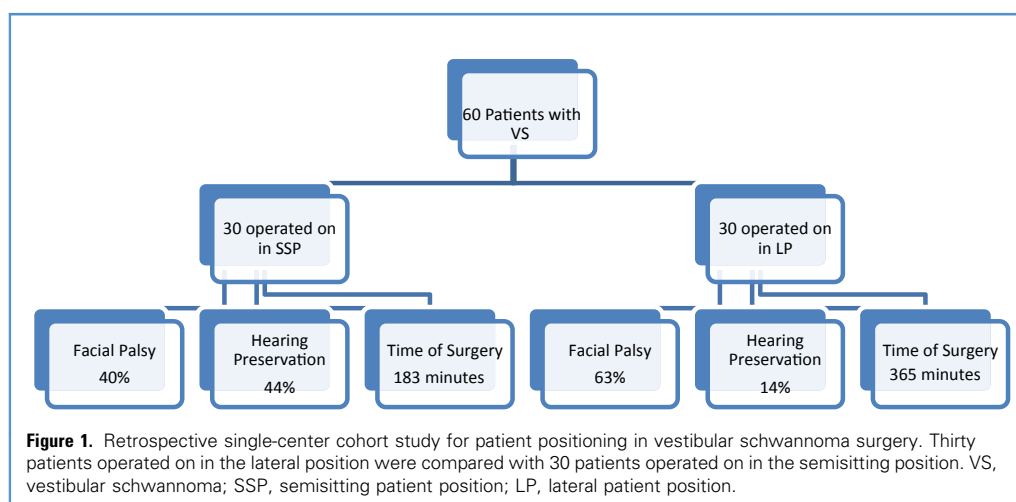 60 Patients with
VS
30 operated on
in SSP
30 operated on
in LP
Facial Palsy
40%
Hearing
Preservation
44%
Time of Surgery
183 minutes
Facial Palsy
63%
Hearing
Preservation
14%
Time of Surgery
365 minutes
Figure 1. Retrospective single-center cohort study for patient positioning in vestibular schwannoma surgery. Thirty
patients operated on in the lateral position were compared with 30 patients operated on in the semisitting position. VS,
vestibular schwannoma; SSP, semisitting patient position; LP, lateral patient position.